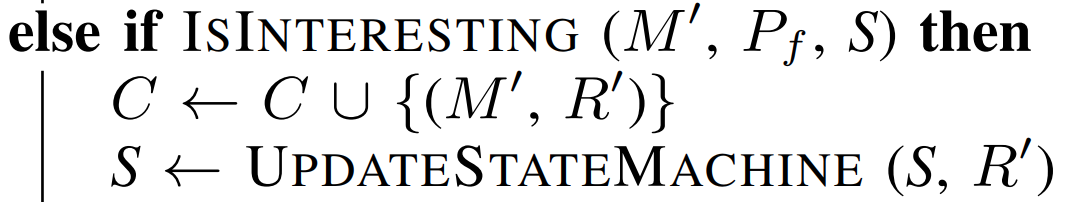 else if ISINTERESTING (M′, P_f, S) then
C ← C ∪ {(M′, R′)}
S ← UPDATESTATEMACHINE (S, R′)